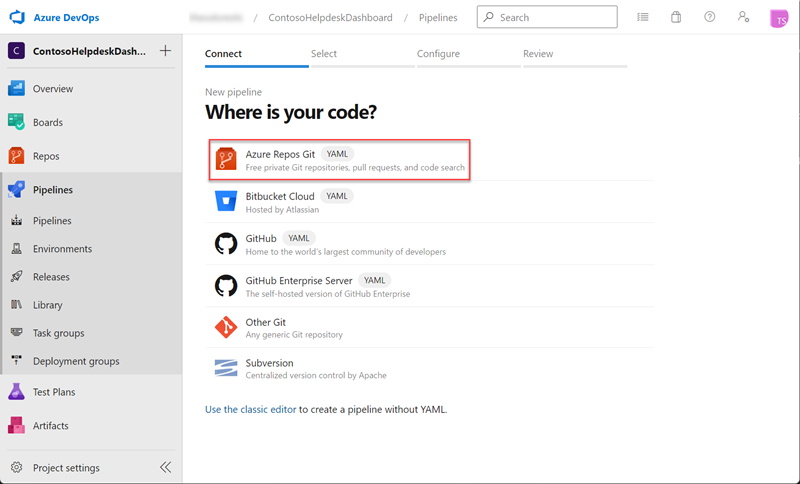 Azure DevOps
ContosoHelpdeskDashboard / Pipelines
Search
TS
C ContosoHelpdeskDash...
Overview
Boards
Repos
Pipelines
Pipelines
Environments
Releases
Library
Task groups
Deployment groups
Test Plans
Artifacts
Project settings
Connect Select Configure Review
New pipeline
Where is your code?
Azure Repos Git YAML
Free private Git repositories, pull requests, and code search
Bitbucket Cloud YAML
Hosted by Atlassian
GitHub YAML
Home to the world's largest community of developers
GitHub Enterprise Server YAML
The self-hosted version of GitHub Enterprise
Other Git
Any generic Git repository
Subversion
Centralized version control by Apache
Use the classic editor to create a pipeline without YAML.